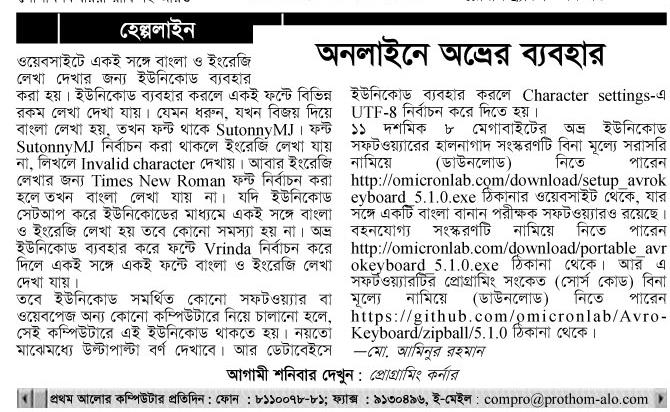 হেল্পলাইন
অনলাইনে অভ্রের ব্যবহার
ওয়েবসাইটে একই সঙ্গে বাংলা ও ইংরেজি
লেখা দেখার জন্য ইউনিকোড ব্যবহার
করা হয়। ইউনিকোড ব্যবহার করলে একই ফন্টে বিভিন্ন
রকম লেখা দেখা যায়। যেমন ধরুন, যখন বিজয় দিয়ে
বাংলা লেখা হয়, তখন ফন্ট থাকে SutonnyMJ। ফন্ট
SutonnyMJ নির্বাচন করা থাকলে ইংরেজি লেখা যায়
না, লিখলে Invalid character দেখায়। আবার ইংরেজি
লেখার জন্য Times New Roman ফন্ট নির্বাচন করা
হলে তখন বাংলা লেখা যায় না। যদি ইউনিকোড
সেটআপ করে ইউনিকোডের মাধ্যমে একই সঙ্গে বাংলা
ও ইংরেজি লেখা হয় তবে কোনো সমস্যা হয় না। অভ্র
ইউনিকোড ব্যবহার করে ফন্টে Vrinda নির্বাচন করে
দিলে একই সঙ্গে একই ফন্টে বাংলা ও ইংরেজি লেখা
দেখা যায়।
তবে ইউনিকোড সমর্থিত কোনো সফটওয়্যার বা
ওয়েবপেজ অন্য কোনো কম্পিউটারে নিয়ে চালানো হলে,
সেই কম্পিউটারে এই ইউনিকোড থাকতে হয়। নয়তো
মাঝেমধ্যে উল্টাপাল্টা বর্ণ দেখাবে। আর ডেটাবেইসে
ইউনিকোড ব্যবহার করলে Character settings-এ
UTF-8 নির্বাচন করে দিতে হয়।
১১ দশমিক ৮ মেগাবাইটের অভ্র ইউনিকোড
সফটওয়্যারের হালনাগাদ সংস্করণটি বিনা মূল্যে সরাসরি
নামিয়ে (ডাউনলোড) নিতে পারেন
http://omicronlab.com/download/setup_avrok
eyboard_5.1.0.exe ঠিকানার ওয়েবসাইট থেকে, যার
সঙ্গে একটি বাংলা বানান পরীক্ষক সফটওয়্যারও রয়েছে।
বহনযোগ্য সংস্করণটি নামিয়ে নিতে পারেন
http://omicronlab.com/download/portable_avr
okeyboard_5.1.0.exe ঠিকানা থেকে। আর এ
সফটওয়্যারটির প্রোগ্রামিং সংকেত (সোর্স কোড) বিনা
মূল্যে নামিয়ে (ডাউনলোড) নিতে পারেন
https://github.com/omicronlab/Avro-
Keyboard/zipball/5.1.0 ঠিকানা থেকে।
—মো. আমিনুর রহমান
আগামী শনিবার দেখুন : প্রোগ্রামিং কর্নার
প্রথম আলোর কম্পিউটার প্রতিদিন : ফোন : ৮১১০০৭৮-৮১; ফ্যাক্স : ৯১৩০৪৯৬, ই-মেইল : compro@prothom-alo.com